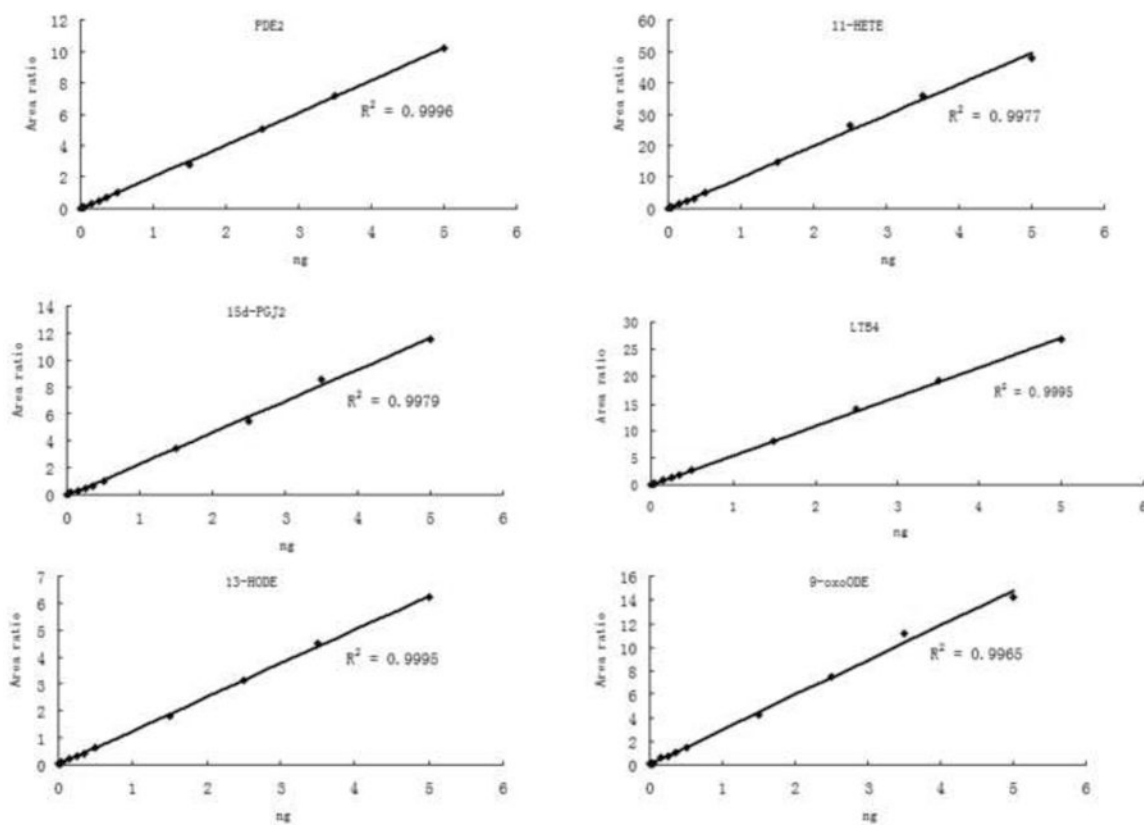 PDE2
12
10
8
6
4
2
0
Area ratio
R² = 0.9996
0 1 2 3 4 5 6
ng
11-HETE
60
50
40
30
20
10
0
Area ratio
R² = 0.9977
0 1 2 3 4 5 6
ng
15d-PGJ2
14
12
10
8
6
4
2
0
Area ratio
R² = 0.9979
0 1 2 3 4 5 6
ng
LTB4
30
25
20
15
10
5
0
Area ratio
R² = 0.9995
0 1 2 3 4 5 6
ng
13-HODE
7
6
5
4
3
2
1
0
Area ratio
R² = 0.9995
0 1 2 3 4 5 6
ng
9-oxoODE
16
14
12
10
8
6
4
2
0
Area ratio
R² = 0.9965
0 1 2 3 4 5 6
ng